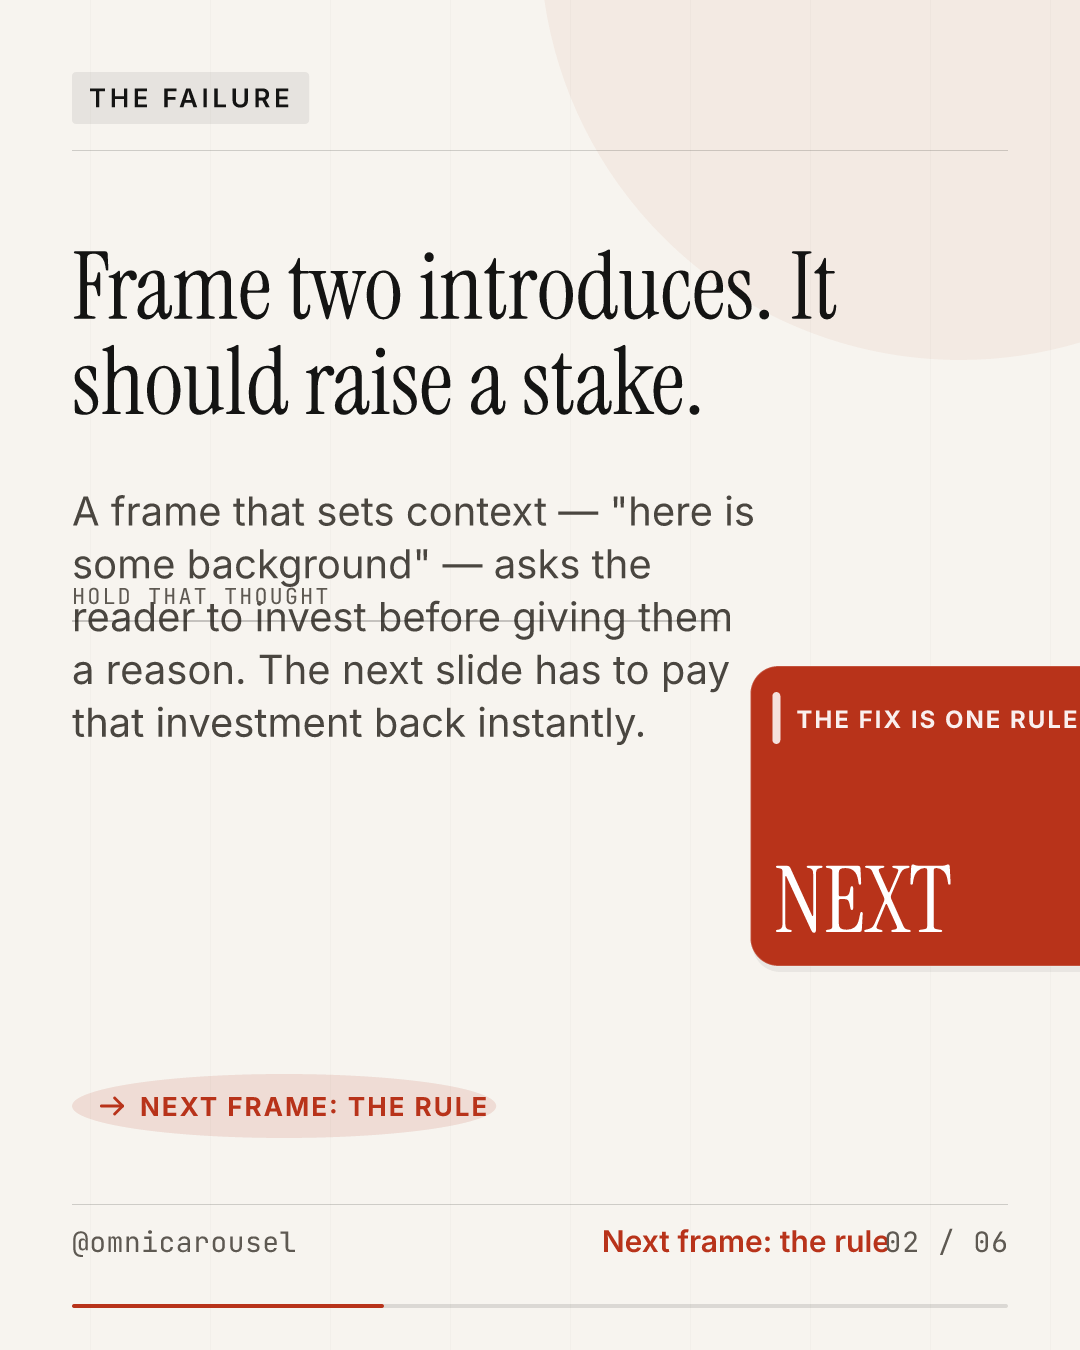 THE FAILURE
Frame two introduces. It
should raise a stake.
A frame that sets context — "here is
some background" — asks the
HOLD THAT THOUGHT
reader to invest before giving them
a reason. The next slide has to pay
that investment back instantly.
THE FIX IS ONE RULE
NEXT
→ NEXT FRAME: THE RULE
@omnicarousel
Next frame: the rule
02 / 06